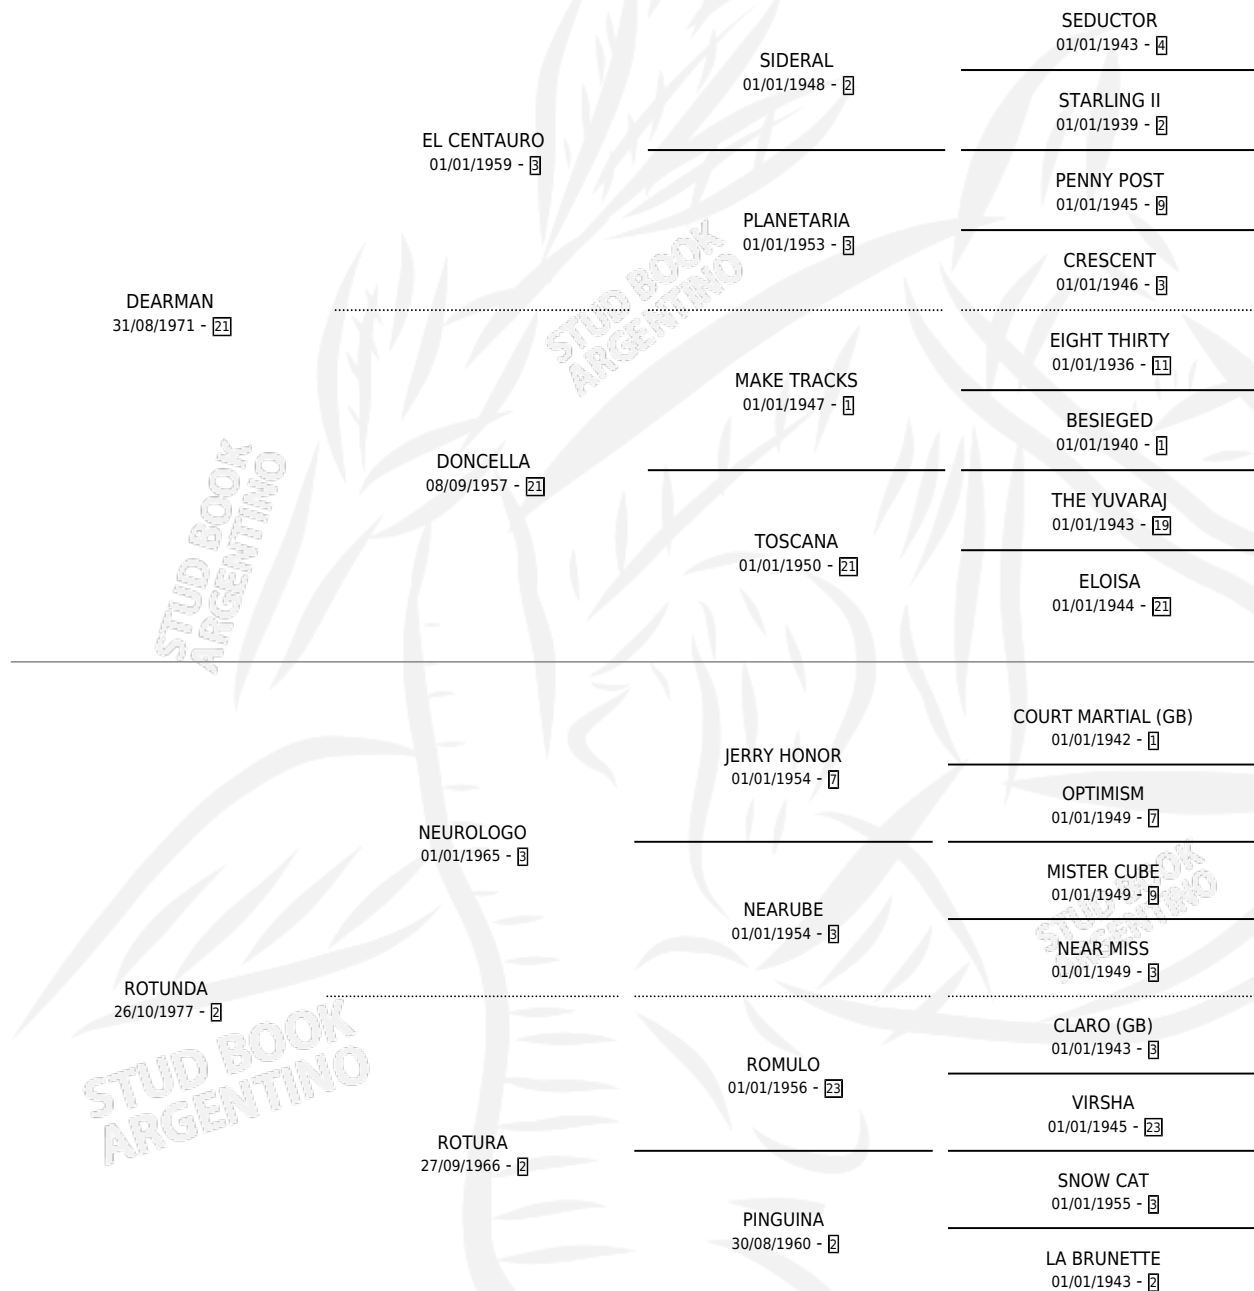 SEDUCTOR
01/01/1943 - 4
SIDERAL
01/01/1948 - 2
STARLING II
01/01/1939 - 2
EL CENTAURO
01/01/1959 - 3
PENNY POST
01/01/1945 - 9
PLANETARIA
01/01/1953 - 3
CRESCENT
01/01/1946 - 3
DEARMAN
31/08/1971 - 21
EIGHT THIRTY
01/01/1936 - 11
MAKE TRACKS
01/01/1947 - 1
BESIEGED
01/01/1940 - 1
DONCELLA
08/09/1957 - 21
THE YUVARAJ
01/01/1943 - 19
TOSCANA
01/01/1950 - 21
ELOISA
01/01/1944 - 21
STUD BOOK
ARGENTINO
STUD BOOK
ARGENTINO
COURT MARTIAL (GB)
01/01/1942 - 1
JERRY HONOR
01/01/1954 - 7
OPTIMISM
01/01/1949 - 7
NEUROLOGO
01/01/1965 - 3
MISTER CUBE
01/01/1949 - 9
NEARUBE
01/01/1954 - 3
NEAR MISS
01/01/1949 - 3
ROTUNDA
26/10/1977 - 2
CLARO (GB)
01/01/1943 - 3
ROMULO
01/01/1956 - 23
VIRSHA
01/01/1945 - 23
ROTURA
27/09/1966 - 2
SNOW CAT
01/01/1955 - 3
PINGUINA
30/08/1960 - 2
LA BRUNETTE
01/01/1943 - 2
STUD BOOK
ARGENTINO
STUD BOOK
ARGENTINO